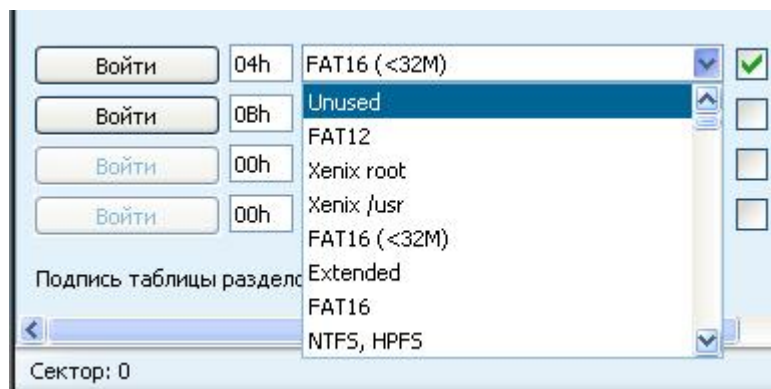 Войти 04h FAT16 (<32M)
Войти 0Bh Unused
FAT12
Войти 00h Xenix root
Войти 00h Xenix /usr
FAT16 (<32M)
Подпись таблицы Extended
FAT16
NTFS, HPFS
Сектор: 0